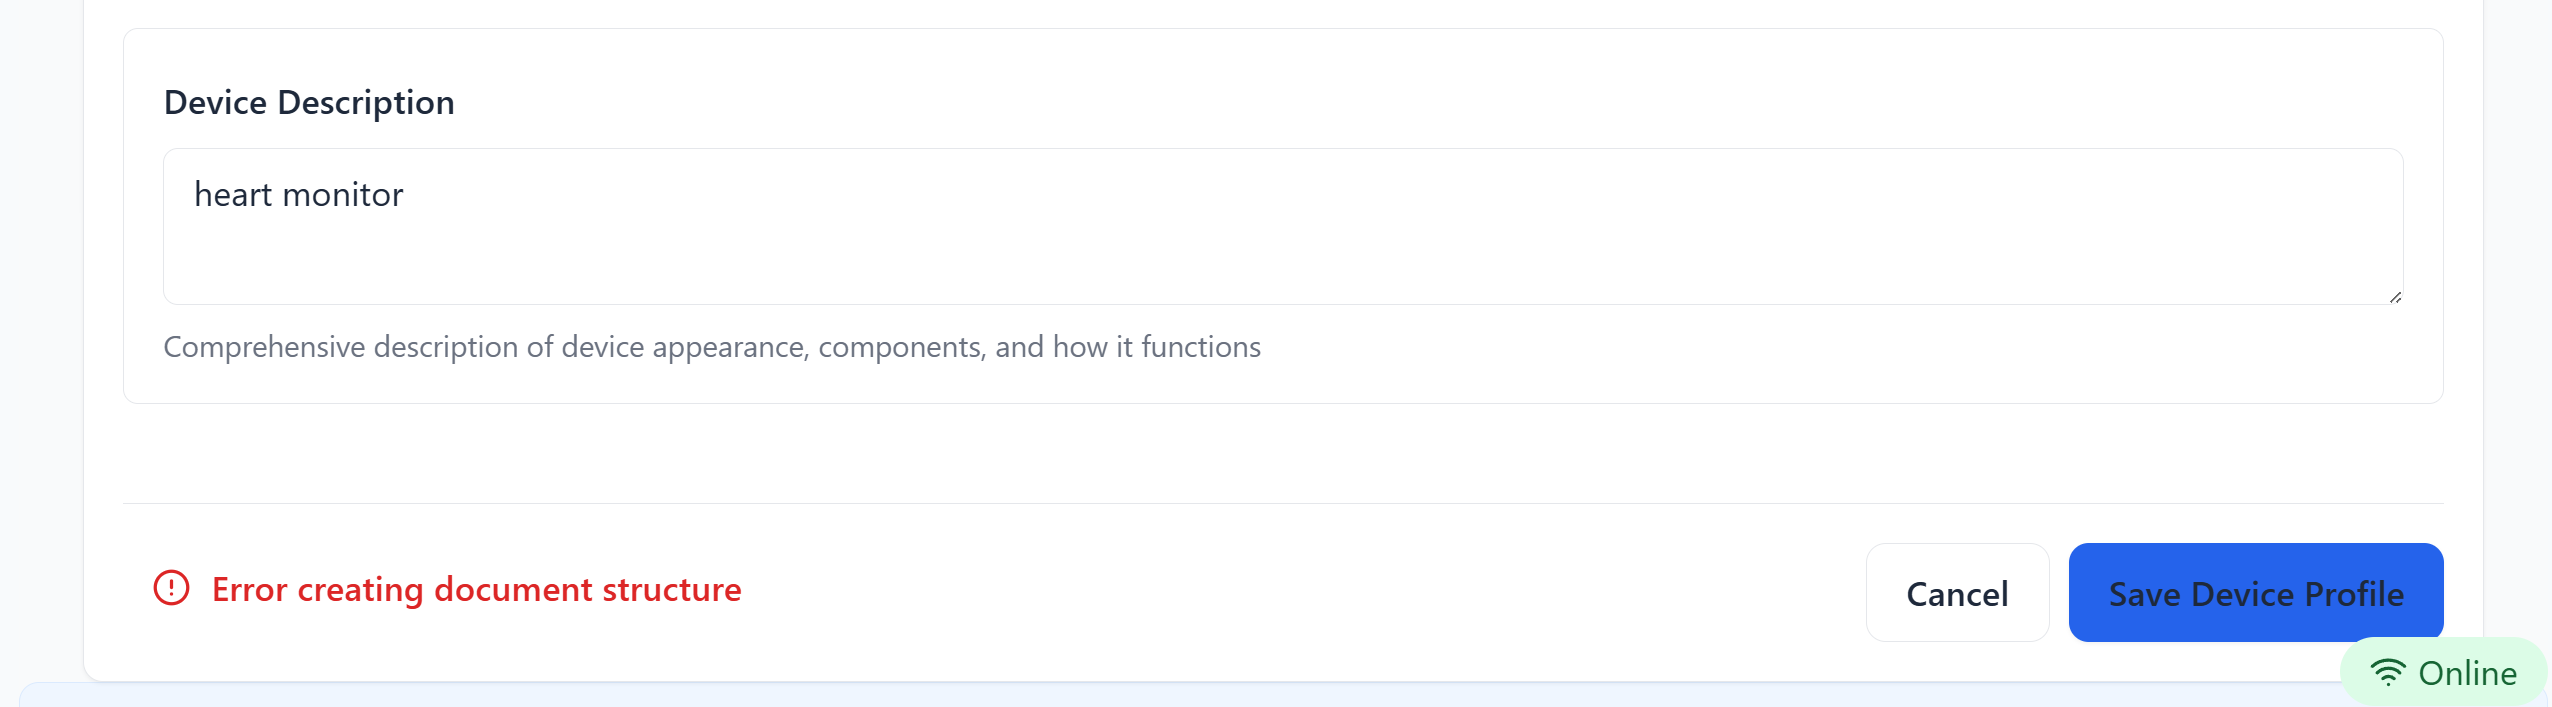 Device Description
heart monitor
Comprehensive description of device appearance, components, and how it functions
Error creating document structure
Cancel
Save Device Profile
Online